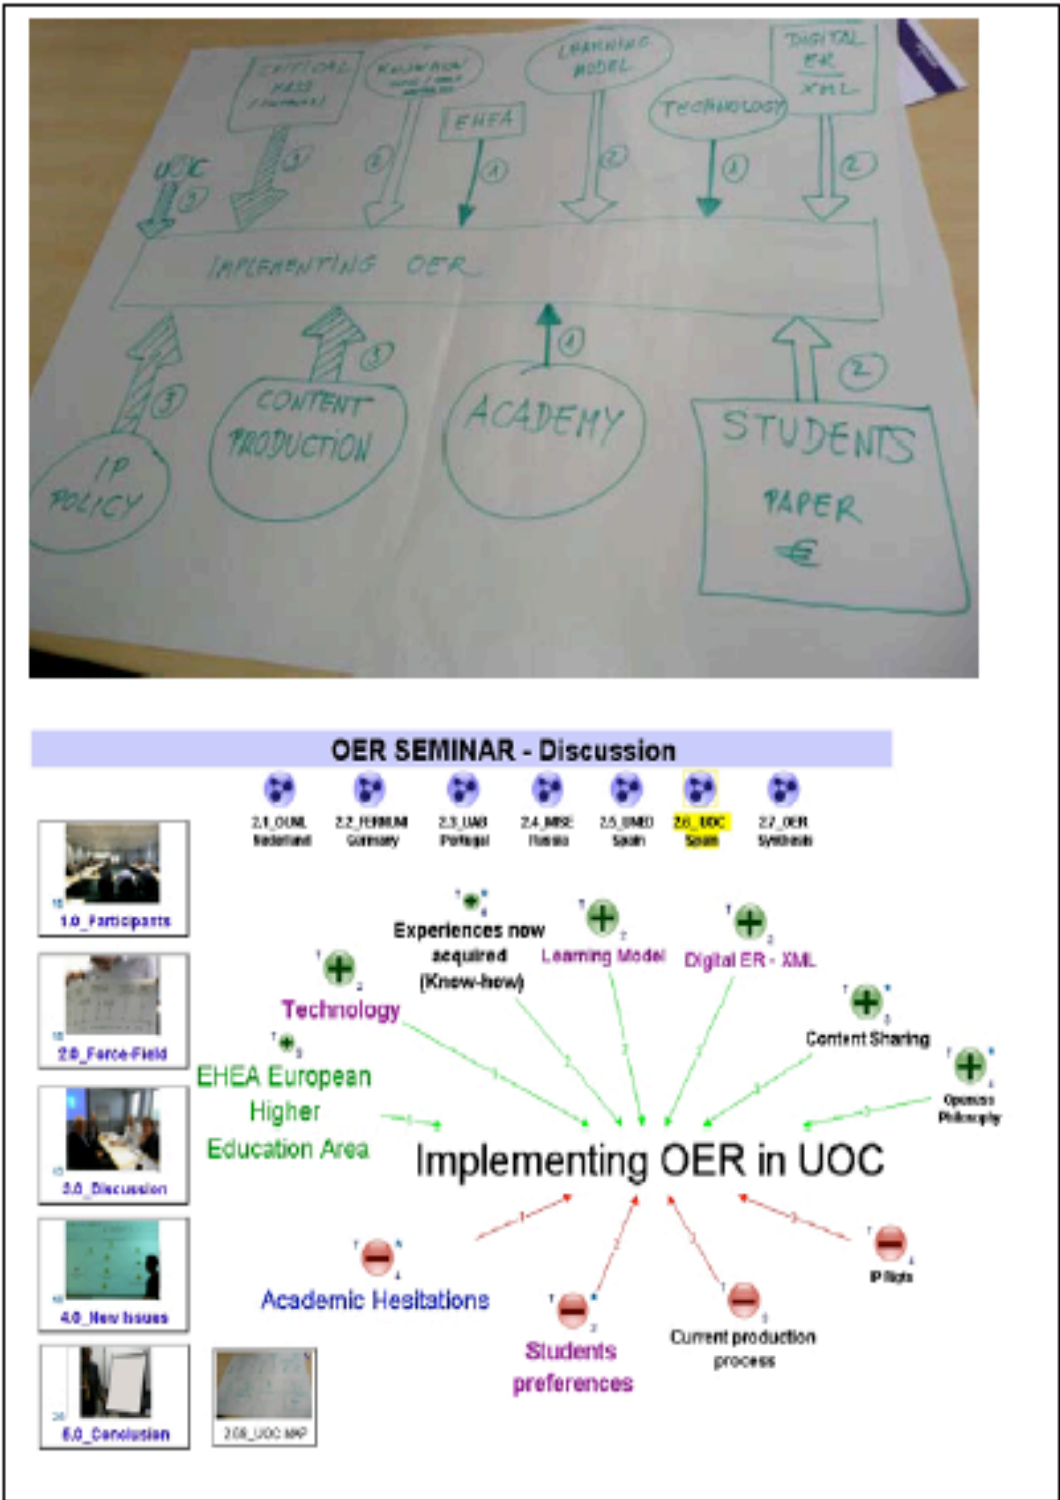 CRITICAL
MASS
KNOWHOW
LEARNING
MODEL
DIGITAL
ER
XML
EHEA
TECHNOLOGY
UOC
3
3
2
1
2
1
2
IMPLEMENTING OER
3
3
1
2
IP
POLICY
CONTENT
PRODUCTION
ACADEMY
STUDENTS
PAPER
€
OER SEMINAR - Discussion
2.1_OUNL
Nederland
2.2_FERNUNI
Germany
2.3_UAB
Portugal
2.4_MISE
Russia
2.5_UNED
Spain
2.6_UOC
Spain
2.7_OER
Synthesis
1.0_Participants
2.0_Force-Field
3.0_Discussion
4.0_New Issues
5.0_Conclusion
2.69_UOC MAP
Experiences now
acquired
(Know-how)
Learning Model
Digital ER - XML
Technology
Content Sharing
EHEA European
Higher
Education Area
Openess
Philosophy
Implementing OER in UOC
Academic Hesitations
Students
preferences
Current production
process
IP Rigts